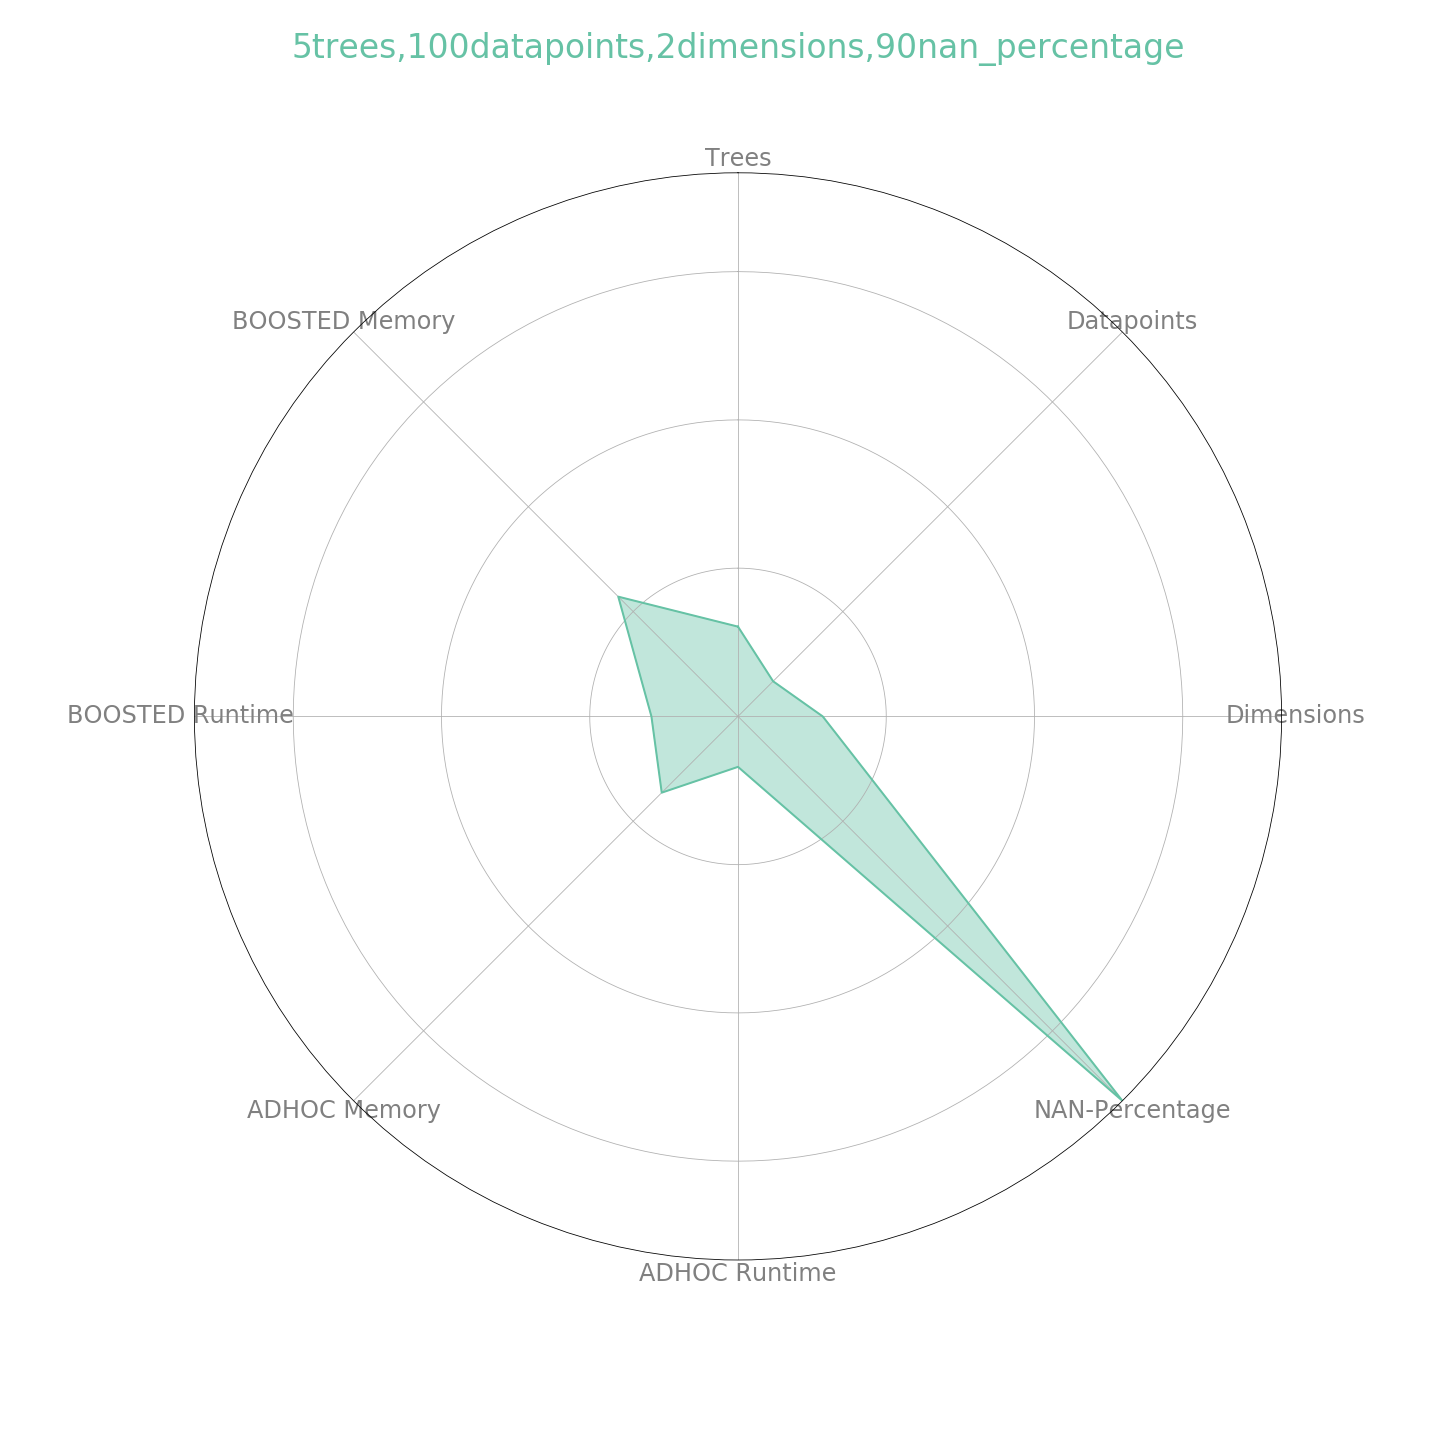 5trees,100datapoints,2dimensions,90nan_percentage
Trees
BOOSTED Memory
Datapoints
BOOSTED Runtime
Dimensions
ADHOC Memory
NAN-Percentage
ADHOC Runtime